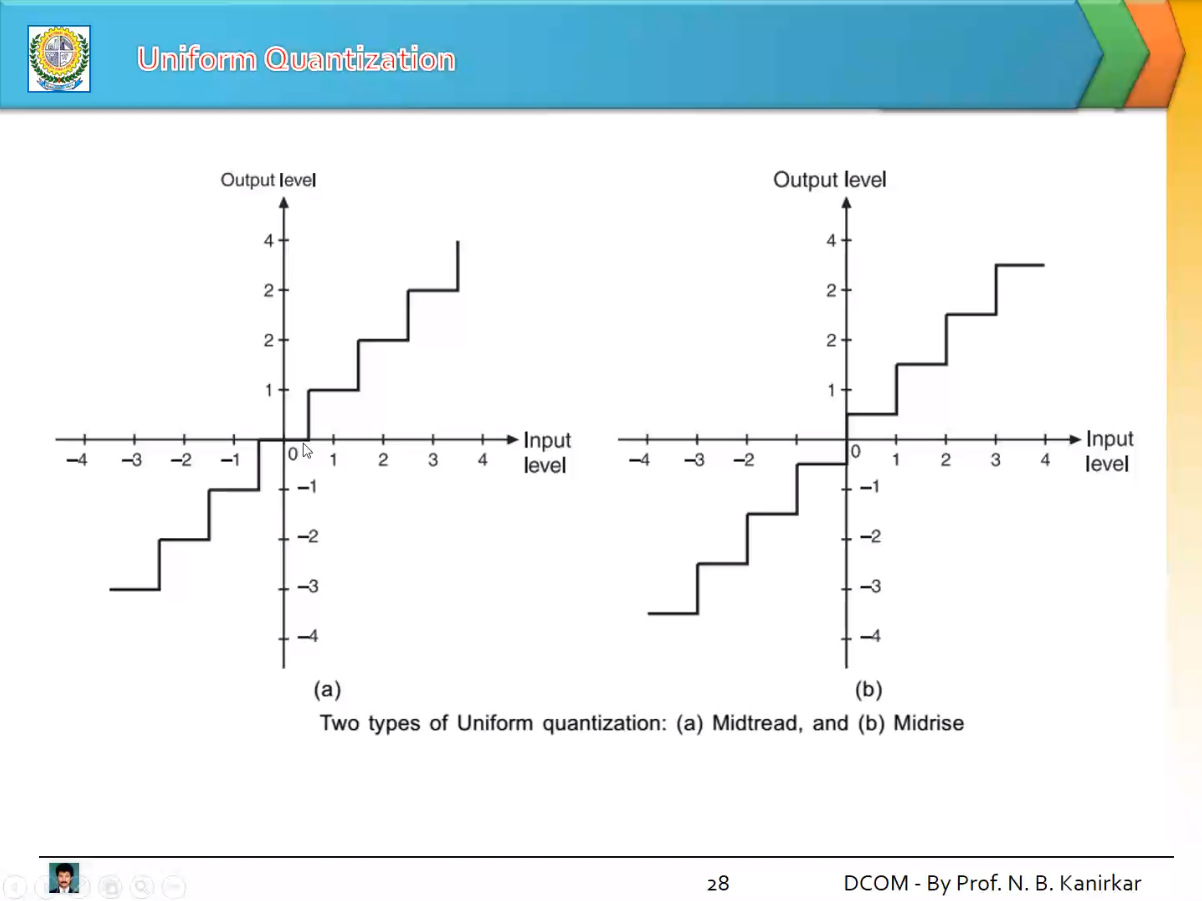 Uniform Quantization
Output level
4
2
2
1
–4 –3 –2 –1 0 1 2 3 4
Input
level
–1
–2
–3
–4
(a)
Output level
4
2
2
1
–4 –3 –2 0 1 2 3 4
Input
level
–1
–2
–3
–4
(b)
Two types of Uniform quantization: (a) Midtread, and (b) Midrise
28
DCOM - By Prof. N. B. Kanirkar